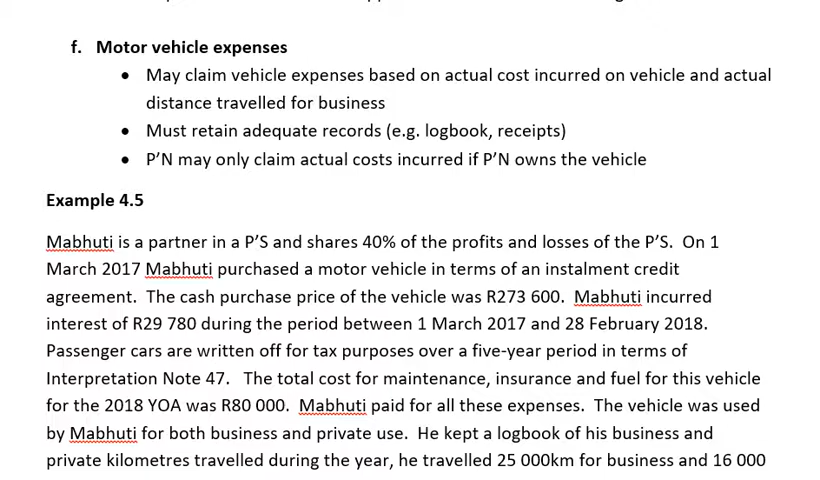 f. Motor vehicle expenses
• May claim vehicle expenses based on actual cost incurred on vehicle and actual
distance travelled for business
• Must retain adequate records (e.g. logbook, receipts)
• P'N may only claim actual costs incurred if P'N owns the vehicle
Example 4.5
Mabhuti is a partner in a P'S and shares 40% of the profits and losses of the P'S. On 1
March 2017 Mabhuti purchased a motor vehicle in terms of an instalment credit
agreement. The cash purchase price of the vehicle was R273 600. Mabhuti incurred
interest of R29 780 during the period between 1 March 2017 and 28 February 2018.
Passenger cars are written off for tax purposes over a five-year period in terms of
Interpretation Note 47. The total cost for maintenance, insurance and fuel for this vehicle
for the 2018 YOA was R80 000. Mabhuti paid for all these expenses. The vehicle was used
by Mabhuti for both business and private use. He kept a logbook of his business and
private kilometres travelled during the year, he travelled 25 000km for business and 16 000